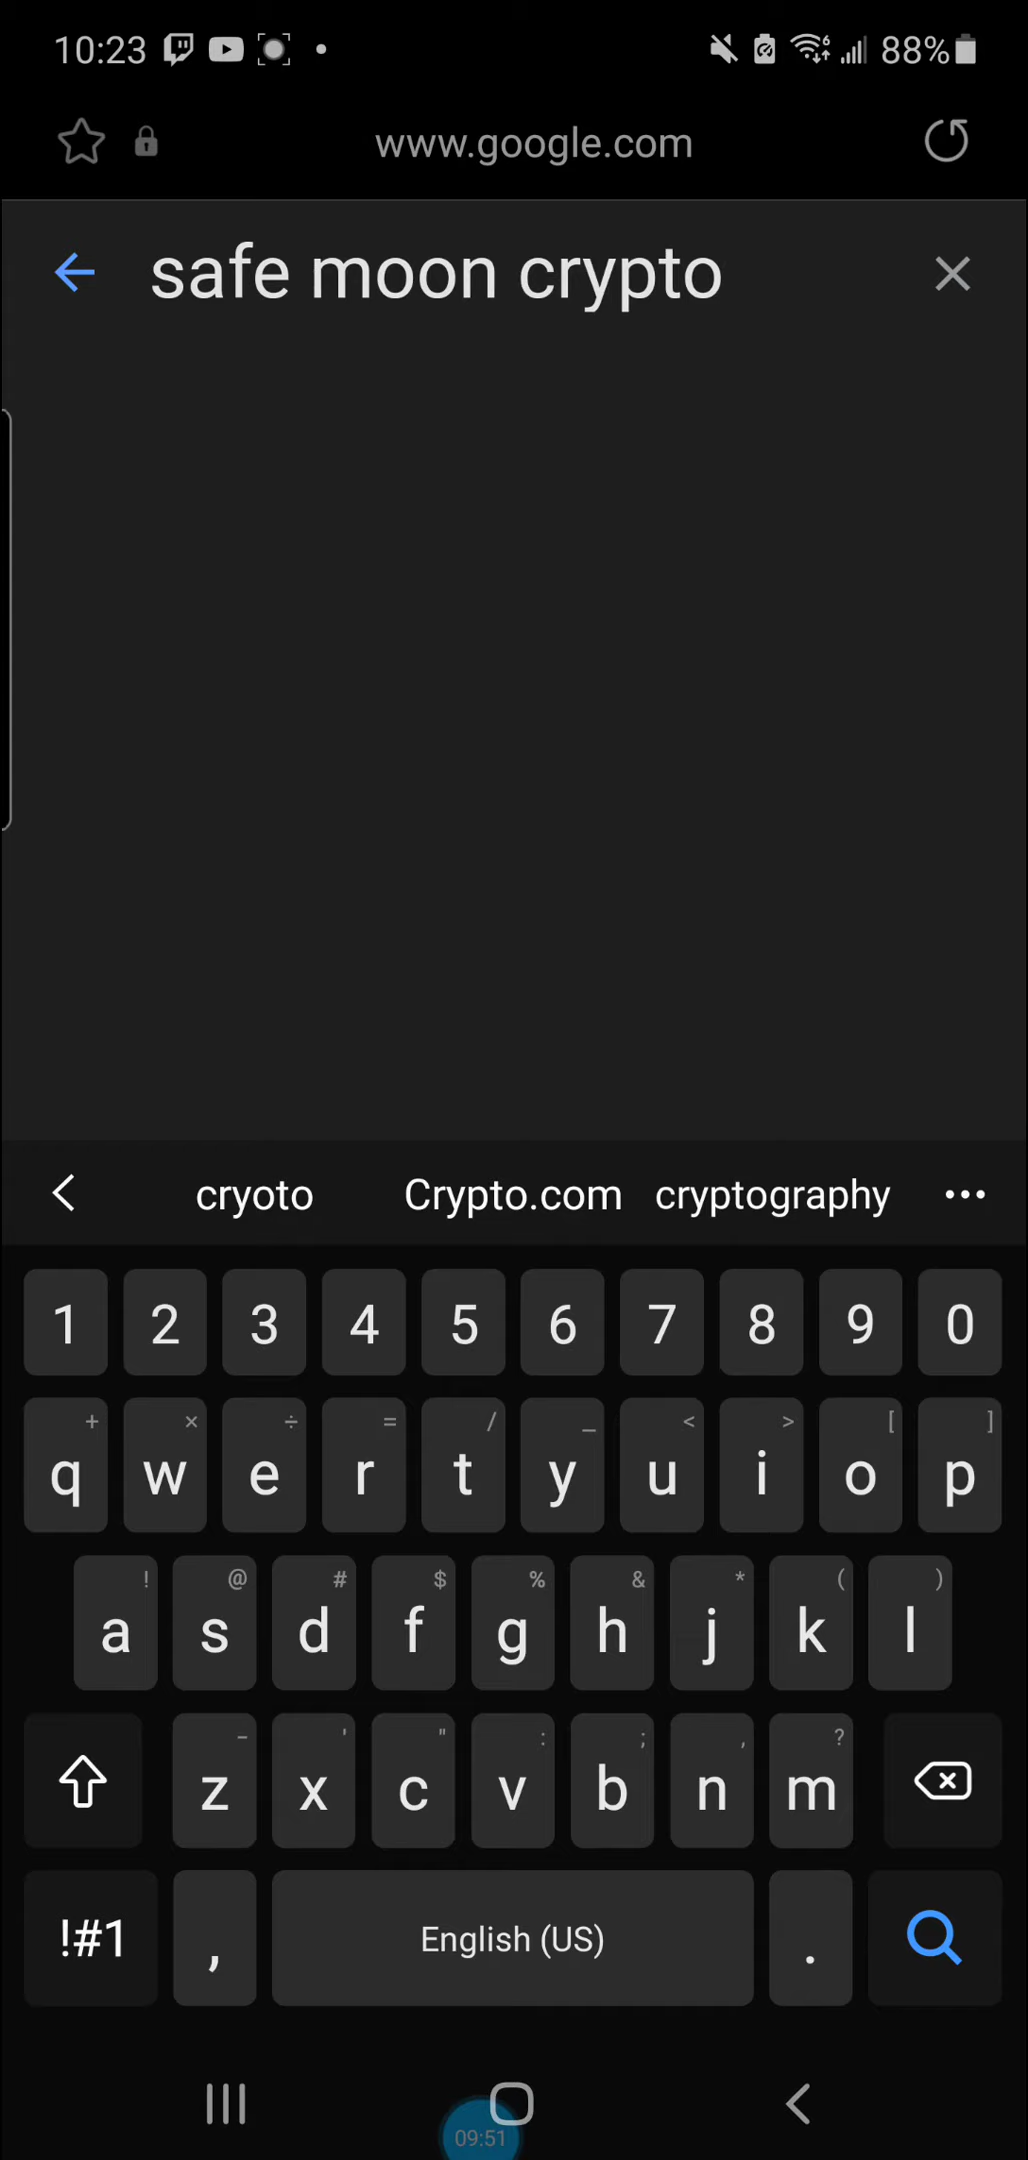 10:23 88%
www.google.com
safe moon crypto
cryoto Crypto.com cryptography ...
1 2 3 4 5 6 7 8 9 0
+ × ÷ = / _ < > [ ]
q w e r t y u i o p
! @ # $ % & * ( )
a s d f g h j k l
- ' " : ; , ?
z x c v b n m
!#1 , English (US) .
09:51